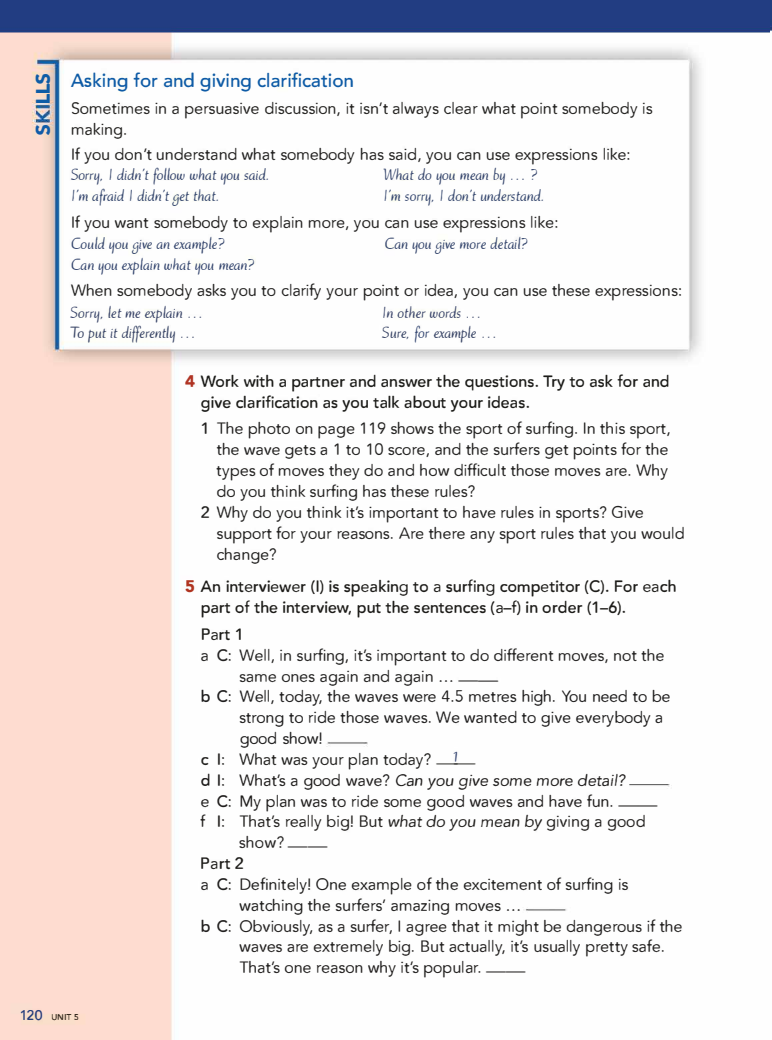 SKILLS
Asking for and giving clarification
Sometimes in a persuasive discussion, it isn't always clear what point somebody is
making.
If you don't understand what somebody has said, you can use expressions like:
Sorry, I didn't follow what you said. What do you mean by ... ?
I'm afraid I didn't get that. I'm sorry, I don't understand.
If you want somebody to explain more, you can use expressions like:
Could you give an example? Can you give more detail?
Can you explain what you mean?
When somebody asks you to clarify your point or idea, you can use these expressions:
Sorry, let me explain ... In other words ...
To put it differently ... Sure, for example ...
4 Work with a partner and answer the questions. Try to ask for and
give clarification as you talk about your ideas.
1 The photo on page 119 shows the sport of surfing. In this sport,
the wave gets a 1 to 10 score, and the surfers get points for the
types of moves they do and how difficult those moves are. Why
do you think surfing has these rules?
2 Why do you think it's important to have rules in sports? Give
support for your reasons. Are there any sport rules that you would
change?
5 An interviewer (I) is speaking to a surfing competitor (C). For each
part of the interview, put the sentences (a–f) in order (1–6).
Part 1
a C: Well, in surfing, it's important to do different moves, not the
same ones again and again ... ____
b C: Well, today, the waves were 4.5 metres high. You need to be
strong to ride those waves. We wanted to give everybody a
good show! ____
c I: What was your plan today? 1
d I: What's a good wave? Can you give some more detail? ____
e C: My plan was to ride some good waves and have fun. ____
f I: That's really big! But what do you mean by giving a good
show? ____
Part 2
a C: Definitely! One example of the excitement of surfing is
watching the surfers' amazing moves ... ____
b C: Obviously, as a surfer, I agree that it might be dangerous if the
waves are extremely big. But actually, it's usually pretty safe.
That's one reason why it's popular. ____
120 UNIT 5